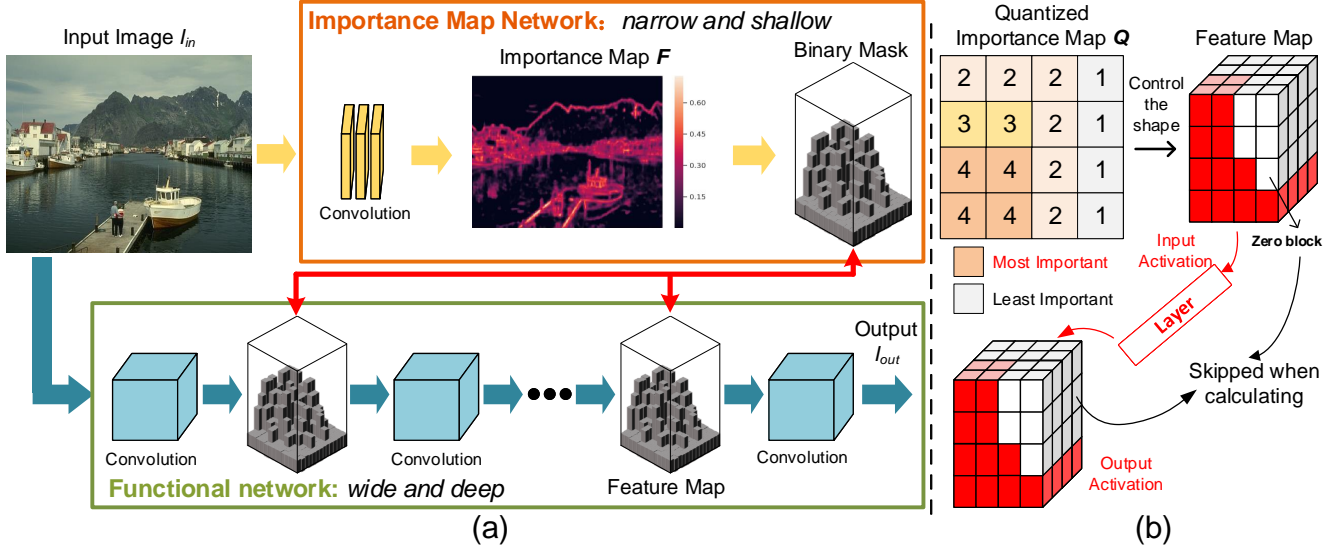 Input Image I_in
Importance Map Network: narrow and shallow
Importance Map F
Binary Mask
Convolution
0.60
0.45
0.30
0.15
Output
I_out
Convolution
Convolution
Feature Map
Convolution
Functional network: wide and deep
(a)
Quantized
Importance Map Q
2 2 2 1
3 3 2 1
4 4 2 1
4 4 2 1
Most Important
Least Important
Control
the
shape
Feature Map
Zero block
Input
Activation
Layer
Skipped when
calculating
Output
Activation
(b)